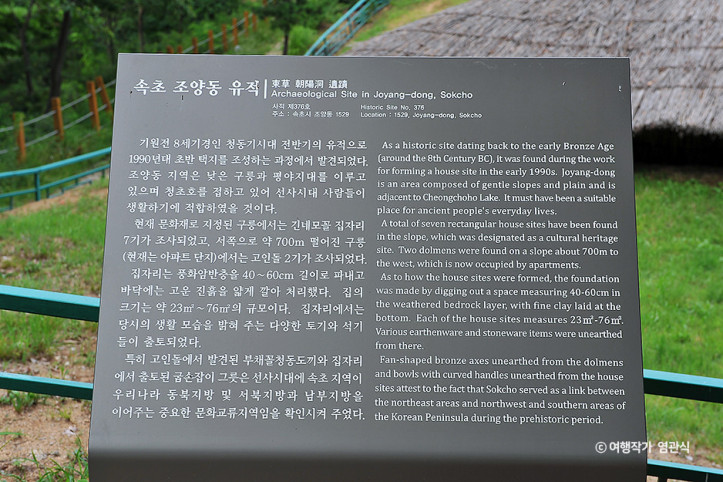 속초 조양동 유적
東草 朝陽洞 遺蹟
Archaeological Site in Joyang-dong, Sokcho
사적 제376호
주소 : 속초시 조양동 1529
Historic Site No. 376
Location : 1529, Joyang-dong, Sokcho
기원전 8세기경인 청동기시대 전반기의 유적으로
1990년대 초반 택지를 조성하는 과정에서 발견되었다.
조양동 지역은 낮은 구릉과 평야지대를 이루고
있으며 청초호를 접하고 있어 선사시대 사람들이
생활하기에 적합하였을 것이다.
현재 문화재로 지정된 구릉에서는 긴네모꼴 집자리
7기가 조사되었고, 서쪽으로 약 700m 떨어진 구릉
(현재는 아파트 단지)에서는 고인돌 2기가 조사되었다.
집자리는 풍화암반층을 40~60cm 길이로 파내고
바닥에는 고운 진흙을 얇게 깔아 처리했다. 집의
크기는 약 23㎡~76㎡의 규모이다. 집자리에서는
당시의 생활 모습을 밝혀 주는 다양한 토기와 석기
들이 출토되었다.
특히 고인돌에서 발견된 부채꼴청동도끼와 집자리
에서 출토된 굽손잡이 그릇은 선사시대에 속초 지역이
우리나라 동북지방 및 서북지방과 남부지방을
이어주는 중요한 문화교류지역임을 확인시켜 주었다.
As a historic site dating back to the early Bronze Age
(around the 8th Century BC), it was found during the work
for forming a house site in the early 1990s. Joyang-dong
is an area composed of gentle slopes and plain and is
adjacent to Cheongchoho Lake. It must have been a suitable
place for ancient people's everyday lives.
A total of seven rectangular house sites have been found
in the slope, which was designated as a cultural heritage
site. Two dolmens were found on a slope about 700m to
the west, which is now occupied by apartments.
As to how the house sites were formed, the foundation
was made by digging out a space measuring 40-60cm in
the weathered bedrock layer, with fine clay laid at the
bottom. Each of the house sites measures 23㎡-76㎡.
Various earthenware and stoneware items were unearthed
from there.
Fan-shaped bronze axes unearthed from the dolmens
and bowls with curved handles unearthed from the house
sites attest to the fact that Sokcho served as a link between
the northeast areas and northwest and southern areas of
the Korean Peninsula during the prehistoric period.
ⓒ 여행작가 염관식